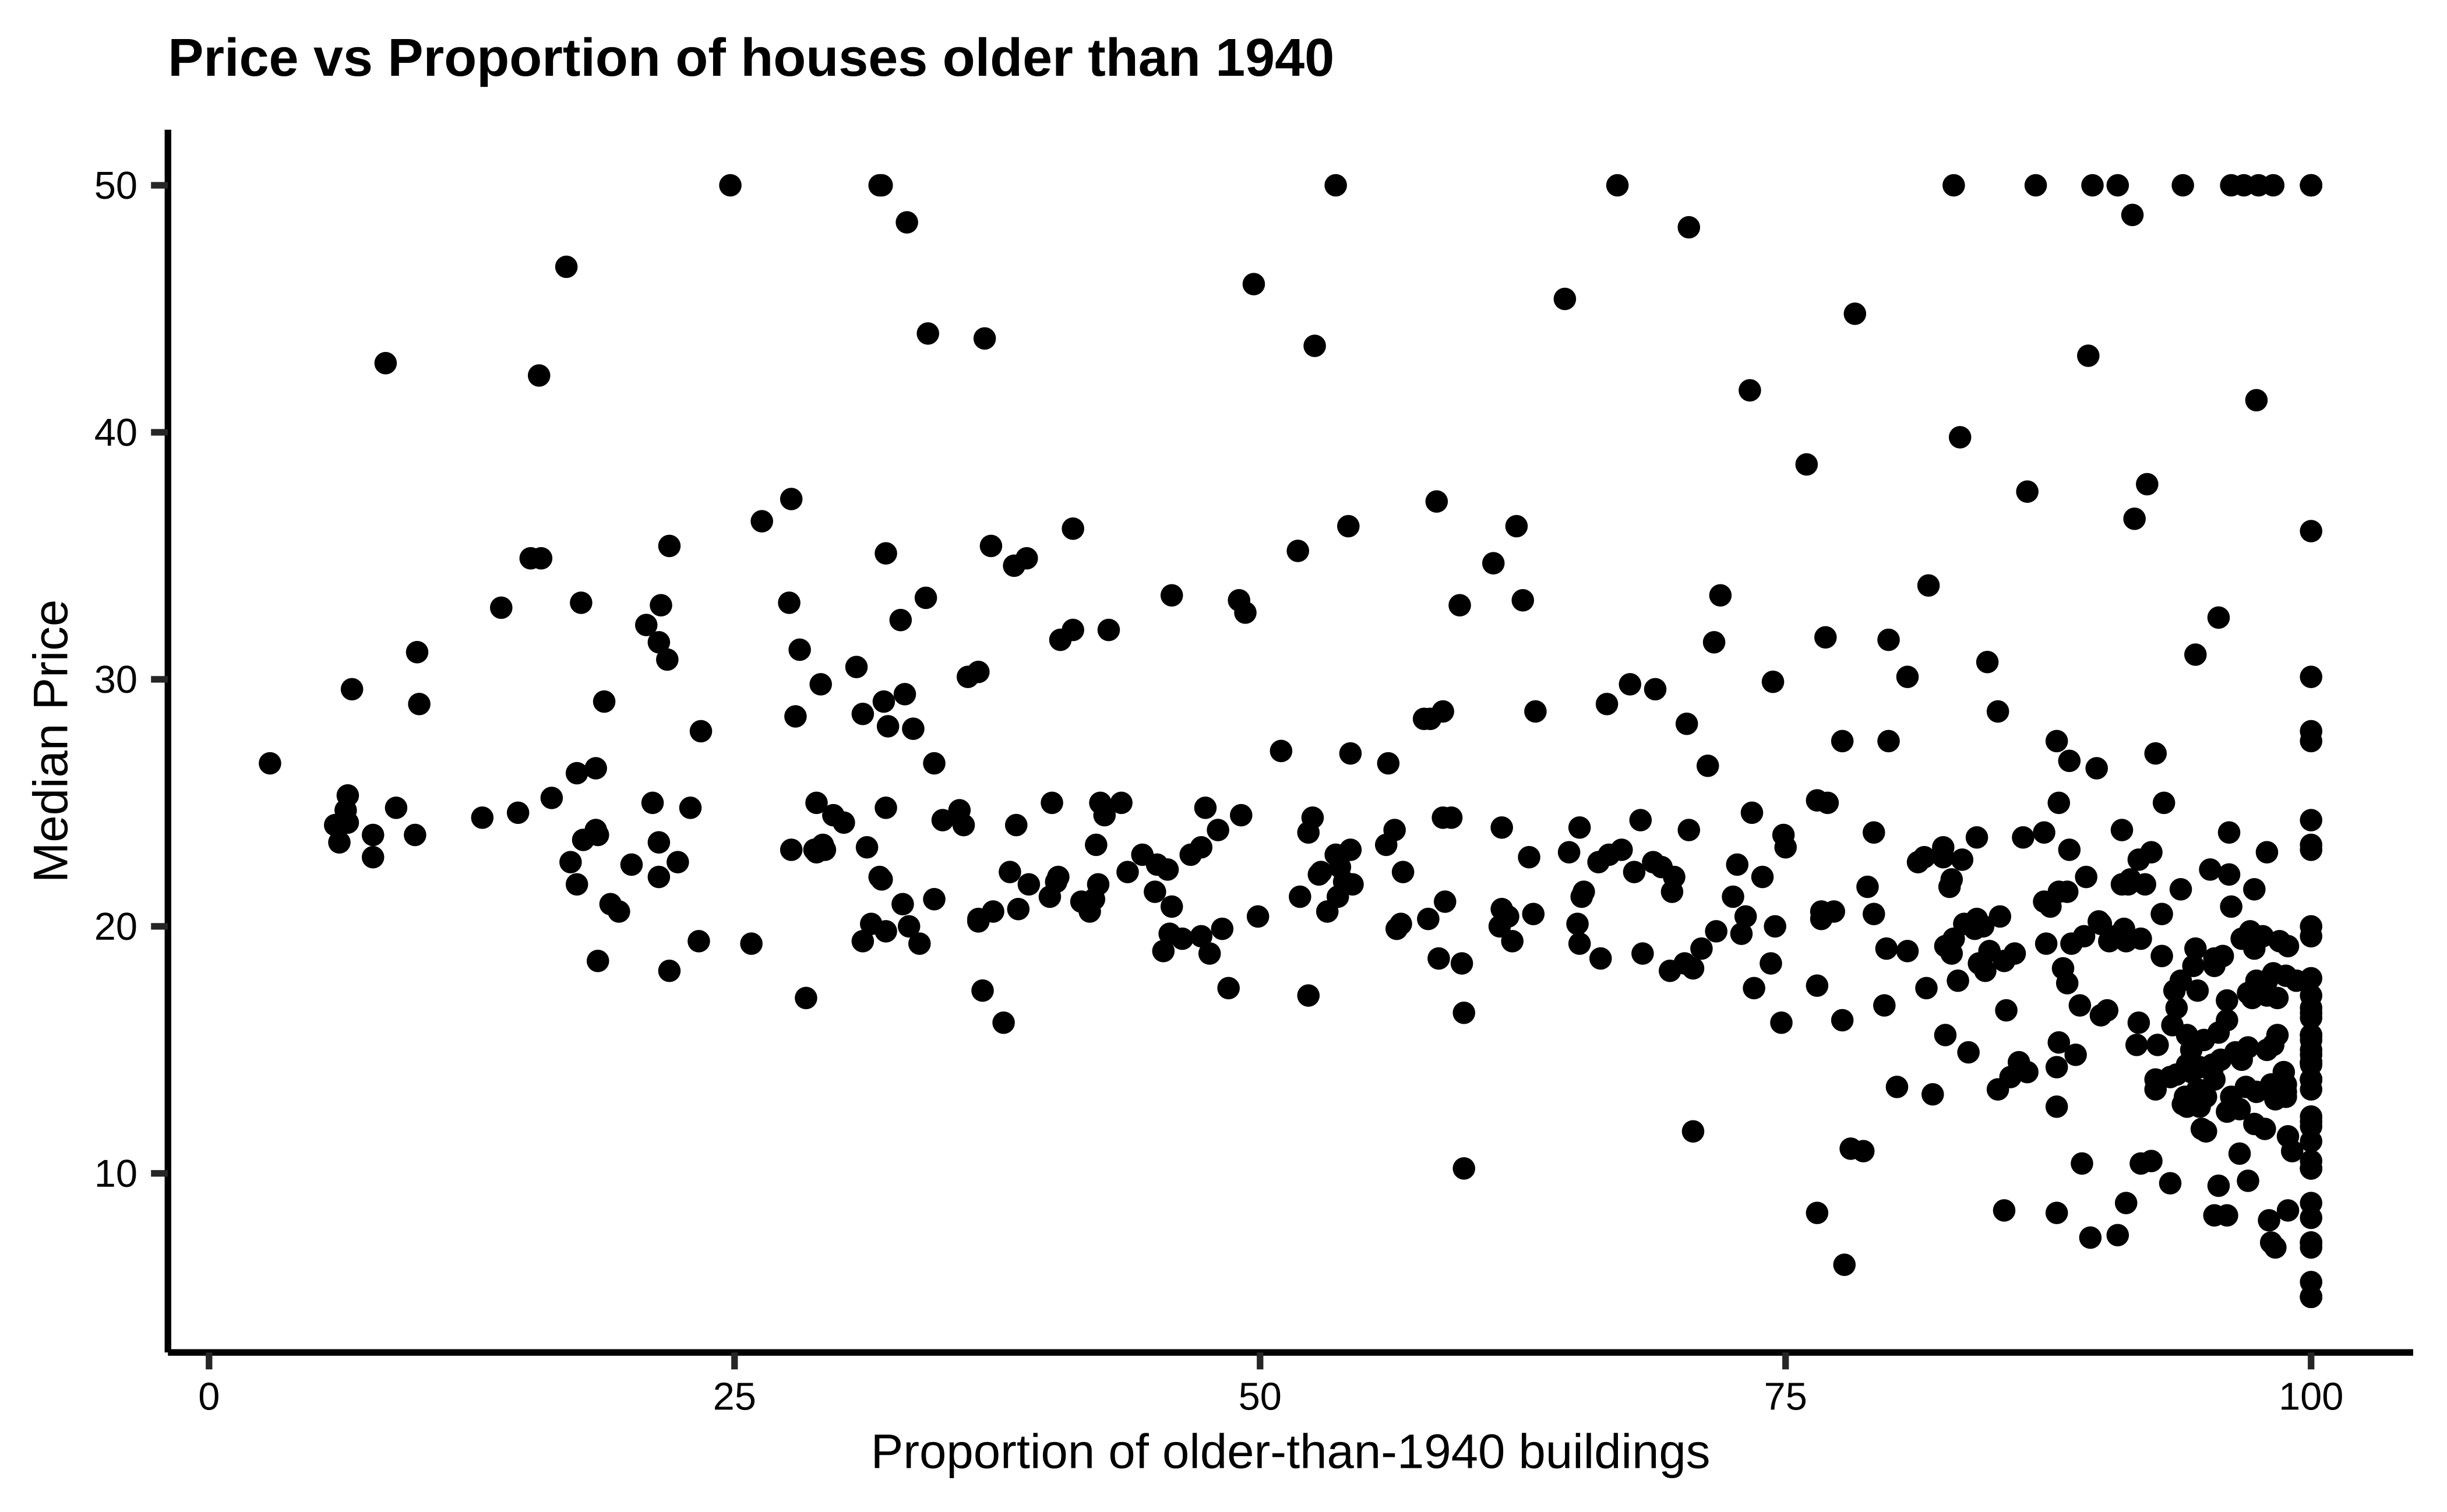 Price vs Proportion of houses older than 1940
50
40
30
20
10
Median Price
0 25 50 75 100
Proportion of older-than-1940 buildings